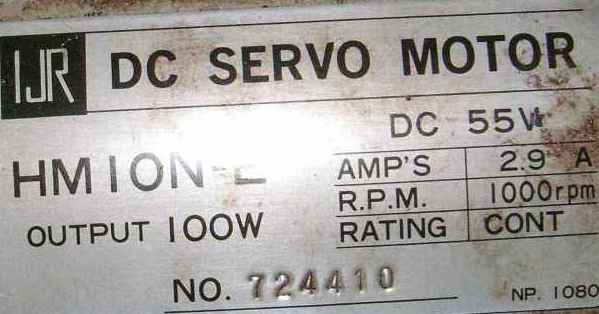 IJR DC SERVO MOTOR
DC 55V
HM10N-E
AMP'S 2.9 A
R.P.M. 1000rpm
OUTPUT 100W
RATING CONT
NO. 724410
NP. 1080